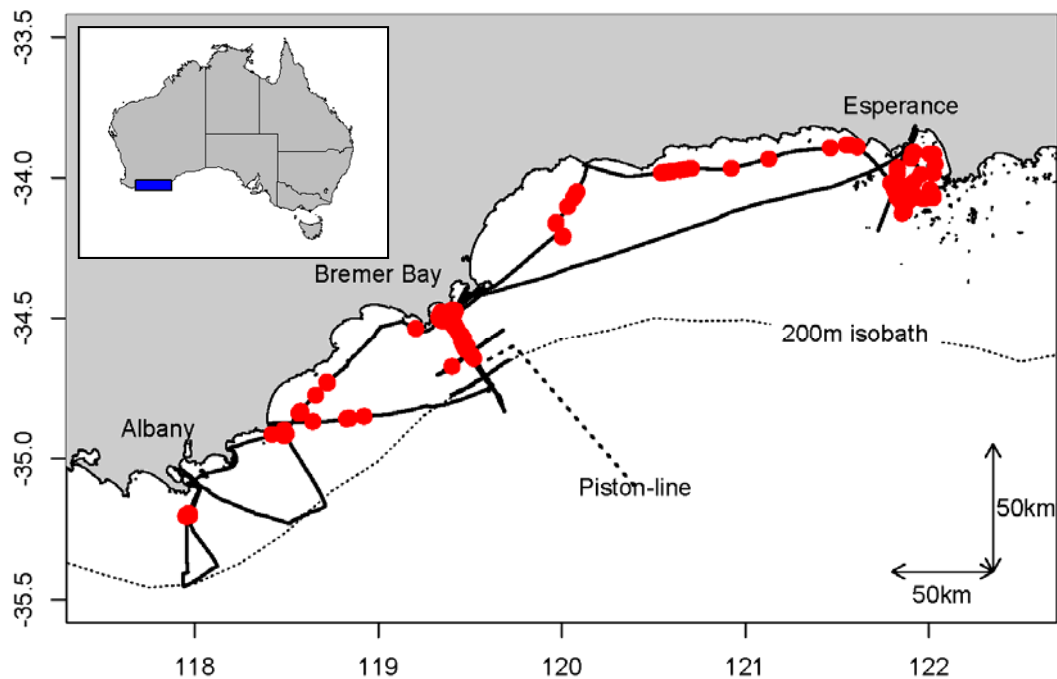 -33.5
-34.0
-34.5
-35.0
-35.5
Esperance
Bremer Bay
200m isobath
Albany
Piston-line
50km
50km
118
119
120
121
122